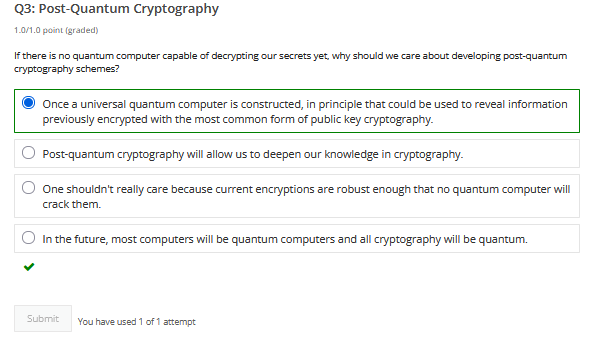 Q3: Post-Quantum Cryptography
1.0/1.0 point (graded)
If there is no quantum computer capable of decrypting our secrets yet, why should we care about developing post-quantum
cryptography schemes?
Once a universal quantum computer is constructed, in principle that could be used to reveal information
previously encrypted with the most common form of public key cryptography.
Post-quantum cryptography will allow us to deepen our knowledge in cryptography.
One shouldn't really care because current encryptions are robust enough that no quantum computer will
crack them.
In the future, most computers will be quantum computers and all cryptography will be quantum.
Submit
You have used 1 of 1 attempt